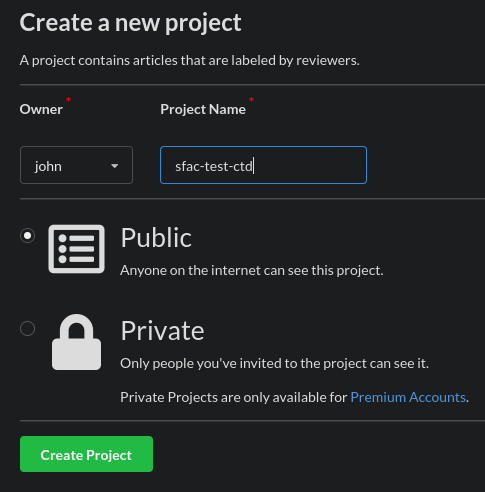 Create a new project
A project contains articles that are labeled by reviewers.
Owner * Project Name *
john sfac-test-ctd
Public
Anyone on the internet can see this project.
Private
Only people you've invited to the project can see it.
Private Projects are only available for Premium Accounts.
Create Project